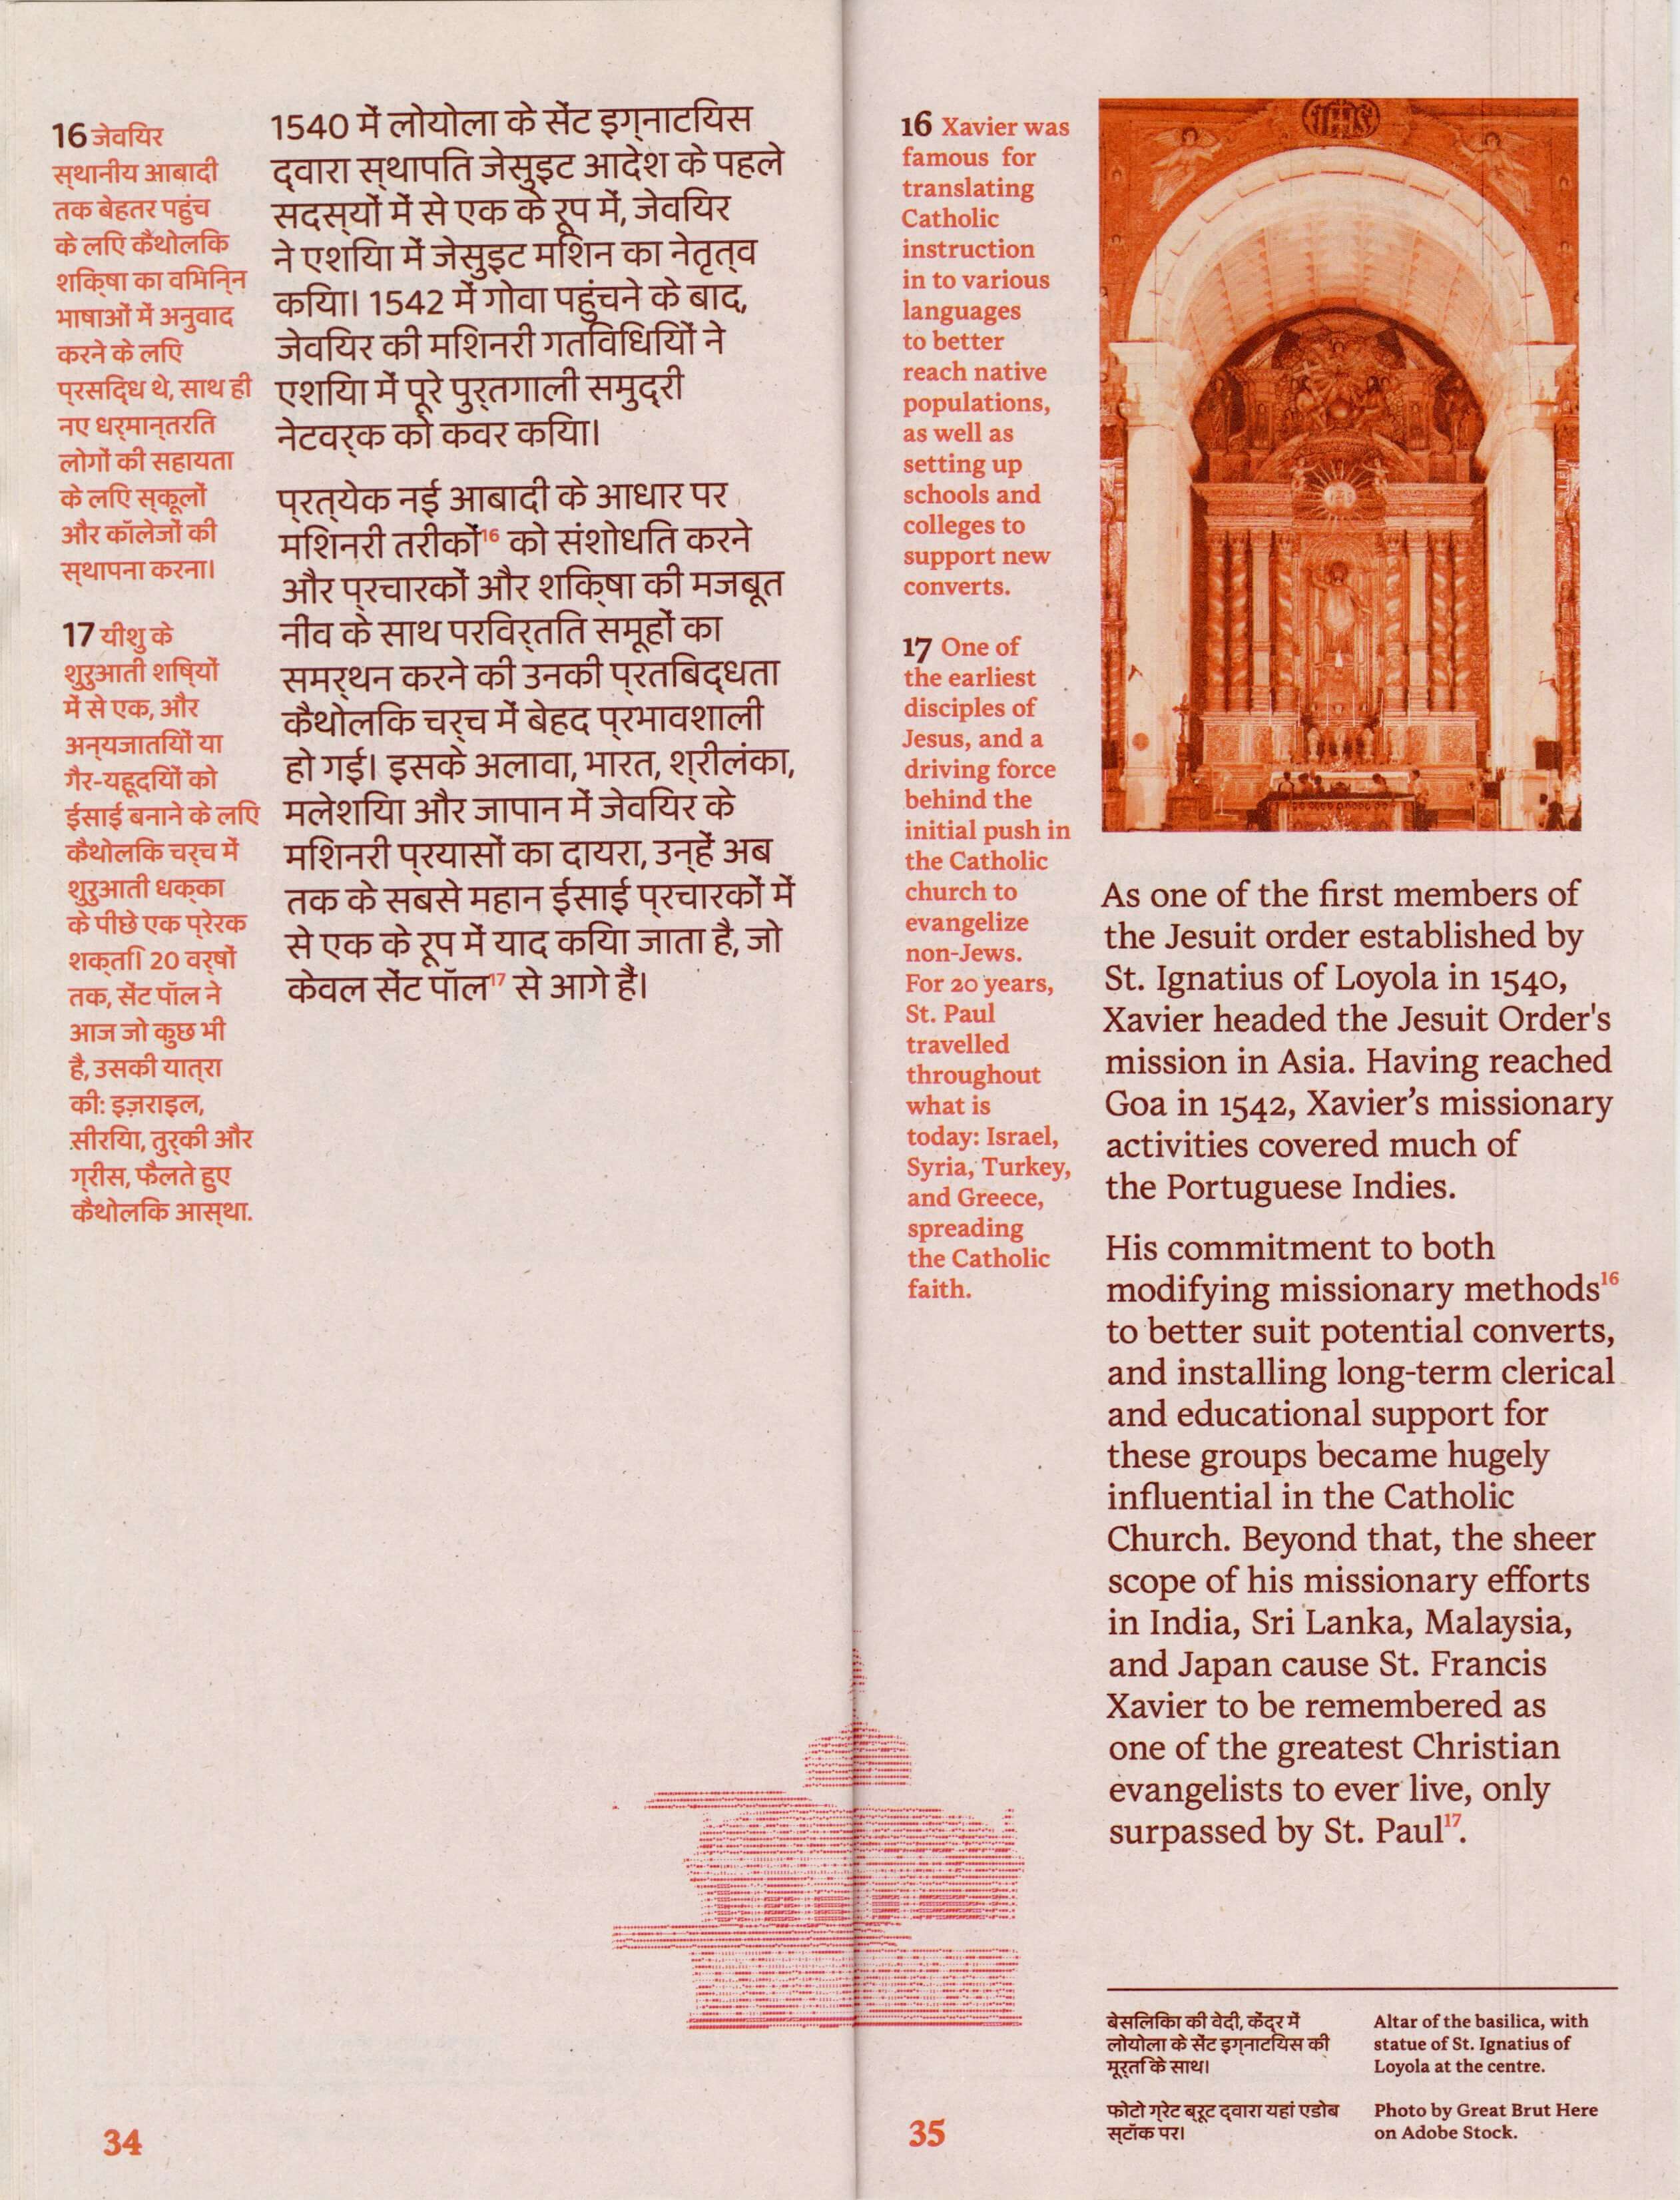 16 जेवयिर
स्थानीय आबादी
तक बेहतर पहुंच
के लएि कैथोलकि
शकि्षा का वभिनि्न
भाषाओं में अनुवाद
करने के लएि
प्रसदि्ध थे, साथ ही
नए धर्मान्तरति
लोगों की सहायता
के लएि स्कूलों
और कॉलेजों की
स्थापना करना।
17 यीशु के
शुरुआती शषि्यों
में से एक, और
अन्यजातयिों या
गैर-यहूदयिों को
ईसाई बनाने के लएि
कैथोलकि चर्च में
शुरुआती धक्का
के पीछे एक प्रेरक
शक्ति। 20 वर्षों
तक, सेंट पॉल ने
आज जो कुछ भी
है, उसकी यात्रा
की: इज़राइल,
सीरयिा, तुर्की और
ग्रीस, फैलते हुए
कैथोलकि आस्था.
1540 में लोयोला के सेंट इग्नाटयिस
द्वारा स्थापति जेसुइट आदेश के पहले
सदस्यों में से एक के रूप में, जेवयिर
ने एशयिा में जेसुइट मशिन का नेतृत्व
कयिा। 1542 में गोवा पहुंचने के बाद,
जेवयिर की मशिनरी गतविधियिों ने
एशयिा में पूरे पुर्तगाली समुद्री
नेटवर्क को कवर कयिा।
प्रत्येक नई आबादी के आधार पर
मशिनरी तरीकों16 को संशोधति करने
और प्रचारकों और शकि्षा की मजबूत
नींव के साथ परविर्तति समूहों का
समर्थन करने की उनकी प्रतबिद्धता
कैथोलकि चर्च में बेहद प्रभावशाली
हो गई। इसके अलावा, भारत, श्रीलंका,
मलेशयिा और जापान में जेवयिर के
मशिनरी प्रयासों का दायरा, उन्हें अब
तक के सबसे महान ईसाई प्रचारकों में
से एक के रूप में याद कयिा जाता है, जो
केवल सेंट पॉल17 से आगे है।
34
16 Xavier was
famous for
translating
Catholic
instruction
in to various
languages
to better
reach native
populations,
as well as
setting up
schools and
colleges to
support new
converts.
17 One of
the earliest
disciples of
Jesus, and a
driving force
behind the
initial push in
the Catholic
church to
evangelize
non-Jews.
For 20 years,
St. Paul
travelled
throughout
what is
today: Israel,
Syria, Turkey,
and Greece,
spreading
the Catholic
faith.
IHS
As one of the first members of
the Jesuit order established by
St. Ignatius of Loyola in 1540,
Xavier headed the Jesuit Order's
mission in Asia. Having reached
Goa in 1542, Xavier’s missionary
activities covered much of
the Portuguese Indies.
His commitment to both
modifying missionary methods16
to better suit potential converts,
and installing long-term clerical
and educational support for
these groups became hugely
influential in the Catholic
Church. Beyond that, the sheer
scope of his missionary efforts
in India, Sri Lanka, Malaysia,
and Japan cause St. Francis
Xavier to be remembered as
one of the greatest Christian
evangelists to ever live, only
surpassed by St. Paul17.
बेसलिकिा की वेदी, केंद्र में
लोयोला के सेंट इग्नाटयिस की
मूर्तकिे साथ।
फोटो ग्रेट ब्रूट द्वारा यहां एडोब
स्टॉक पर।
Altar of the basilica, with
statue of St. Ignatius of
Loyola at the centre.
Photo by Great Brut Here
on Adobe Stock.
35